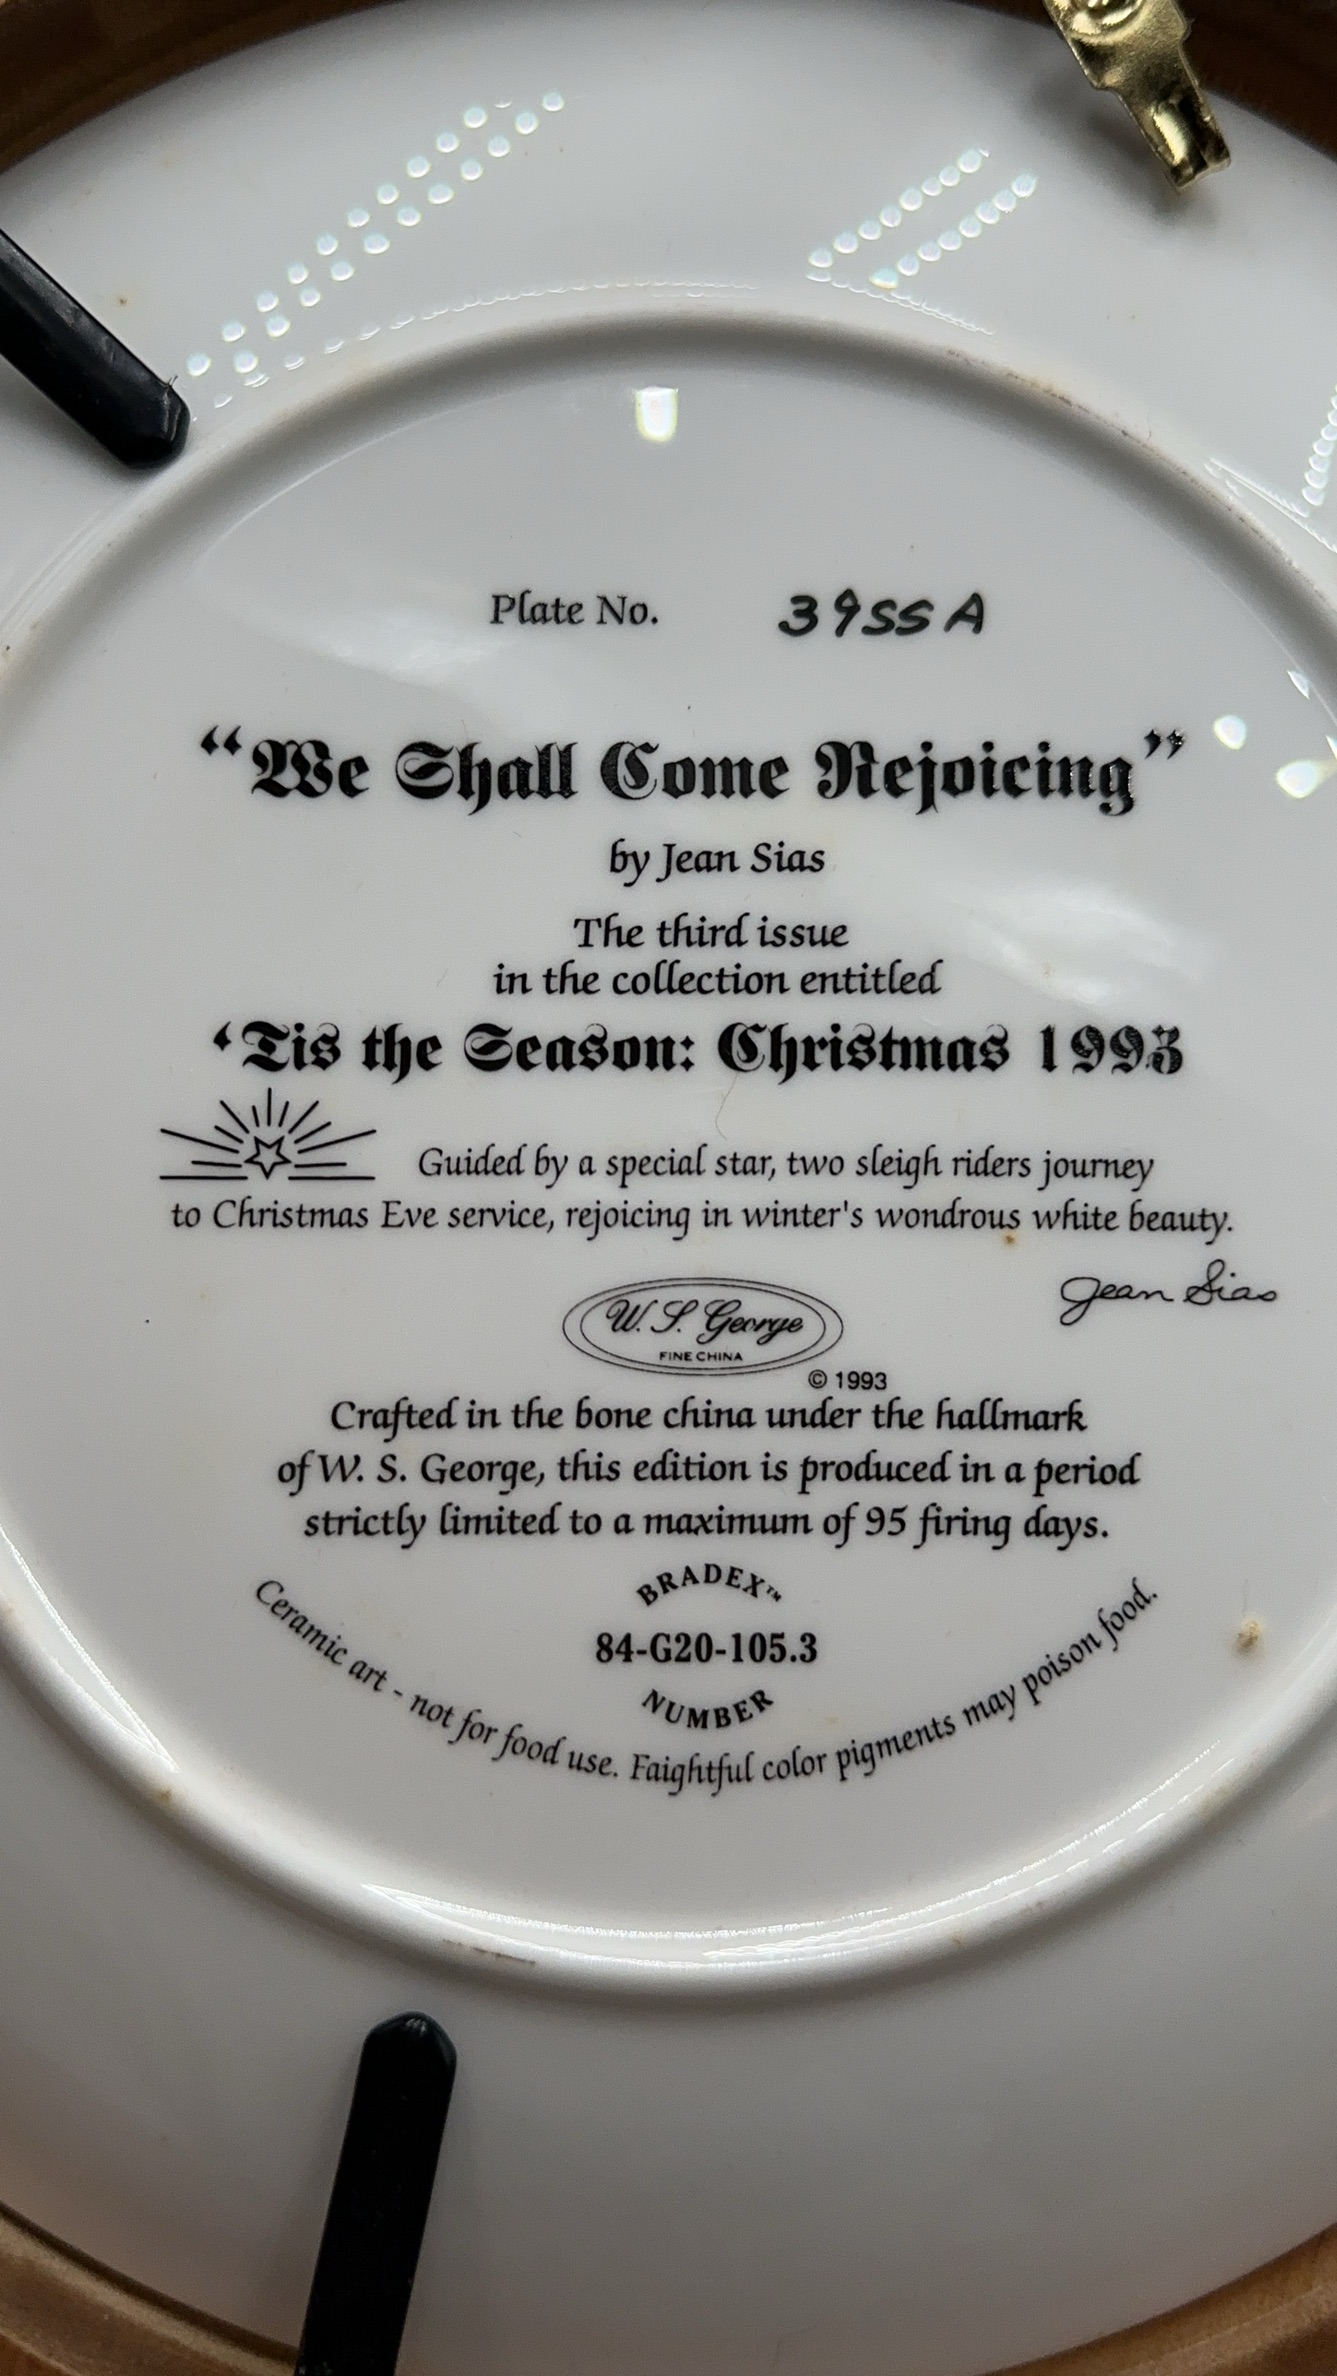 Plate No. 39SSA
“We Shall Come Rejoicing”
by Jean Sias
The third issue
in the collection entitled
‘Tis the Season: Christmas 1993
Guided by a special star, two sleigh riders journey
to Christmas Eve service, rejoicing in winter's wondrous white beauty.
Jean Sias
W. S. George
FINE CHINA
© 1993
Crafted in the bone china under the hallmark
of W. S. George, this edition is produced in a period
strictly limited to a maximum of 95 firing days.
BRADEX™
84-G20-105.3
NUMBER
Ceramic art - not for food use. Faightful color pigments may poison food.